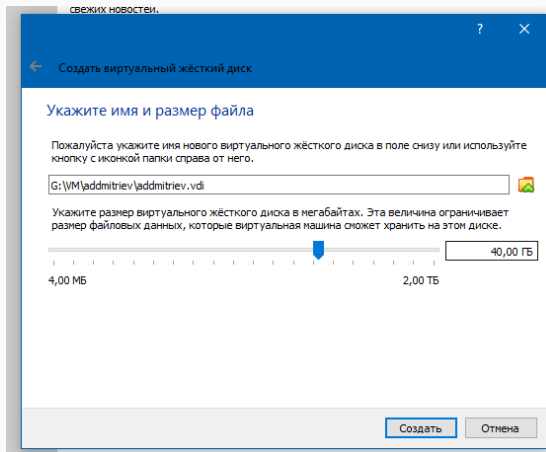 свежих новостей.
?
Создать виртуальный жёсткий диск
Укажите имя и размер файла
Пожалуйста укажите имя нового виртуального жёсткого диска в поле снизу или используйте
кнопку с иконкой папки справа от него.
G:\VM\addmitriev\addmitriev.vdi
Укажите размер виртуального жёсткого диска в мегабайтах. Эта величина ограничивает
размер файловых данных, которые виртуальная машина сможет хранить на этом диске.
40,00 ГБ
4,00 МБ 2,00 ТБ
Создать Отмена